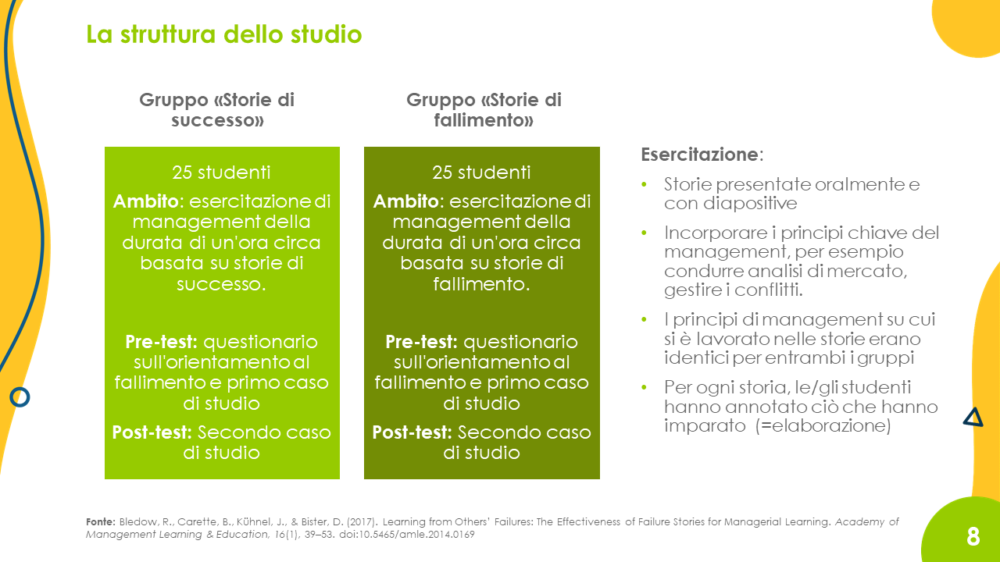 La struttura dello studio
Gruppo «Storie di
successo»
25 studenti
Ambito: esercitazione di
management della
durata di un'ora circa
basata su storie di
successo.
Pre-test: questionario
sull'orientamento al
fallimento e primo caso
di studio
Post-test: Secondo caso
di studio
Gruppo «Storie di
fallimento»
25 studenti
Ambito: esercitazione di
management della
durata di un'ora circa
basata su storie di
fallimento.
Pre-test: questionario
sull'orientamento al
fallimento e primo caso
di studio
Post-test: Secondo caso
di studio
Esercitazione:
• Storie presentate oralmente e
con diapositive
• Incorporare i principi chiave del
management, per esempio
condurre analisi di mercato,
gestire i conflitti.
• I principi di management su cui
si è lavorato nelle storie erano
identici per entrambi i gruppi
• Per ogni storia, le/gli studenti
hanno annotato ciò che hanno
imparato (=elaborazione)
Fonte: Bledow, R., Carette, B., Kühnel, J., & Bister, D. (2017). Learning from Others' Failures: The Effectiveness of Failure Stories for Managerial Learning. Academy of
Management Learning & Education, 16(1), 39–53. doi:10.5465/amle.2014.0169
8